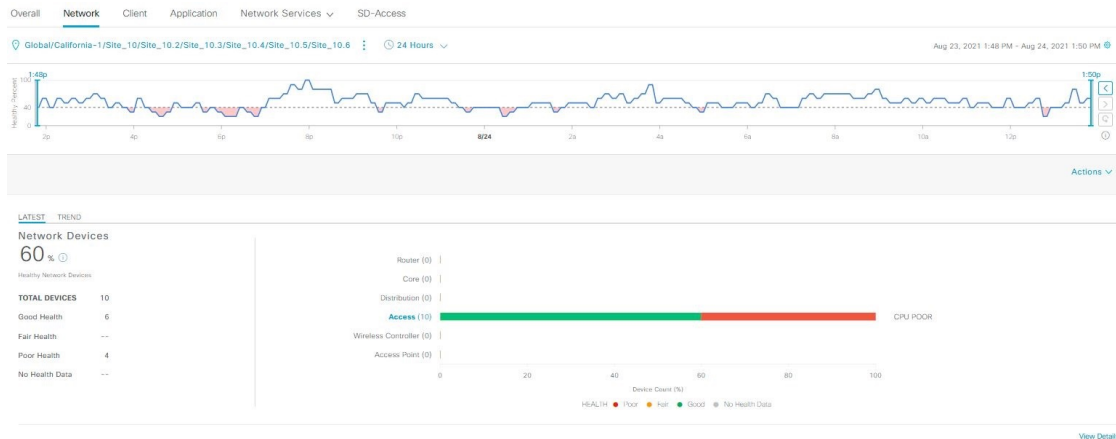 Overall Network Client Application Network Services SD-Access
Global/California-1/Site_10/Site_10.2/Site_10.3/Site_10.4/Site_10.5/Site_10.6 24 Hours Aug 23, 2021 1:48 PM - Aug 24, 2021 1:50 PM
1:48p 1:50p
Healthy Percent
100
40
0
2p 4p 6p 8p 10p 8/24 2a 4a 6a 8a 10a 12p
Actions
LATEST TREND
Network Devices
60 %
Healthy Network Devices
TOTAL DEVICES 10
Good Health 6
Fair Health --
Poor Health 4
No Health Data --
Router (0)
Core (0)
Distribution (0)
Access (10) CPU POOR
Wireless Controller (0)
Access Point (0)
0 20 40 60 80 100
Device Count (%)
HEALTH Poor Fair Good No Health Data
View Detail